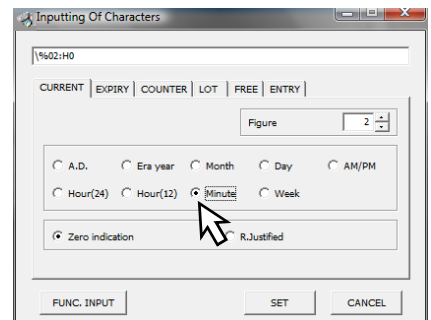 Inputting Of Characters
\%02:H0
CURRENT EXPIRY COUNTER LOT FREE ENTRY
Figure 2
A.D. Era year Month Day AM/PM
Hour(24) Hour(12) Minute Week
Zero indication R.Justified
FUNC. INPUT SET CANCEL